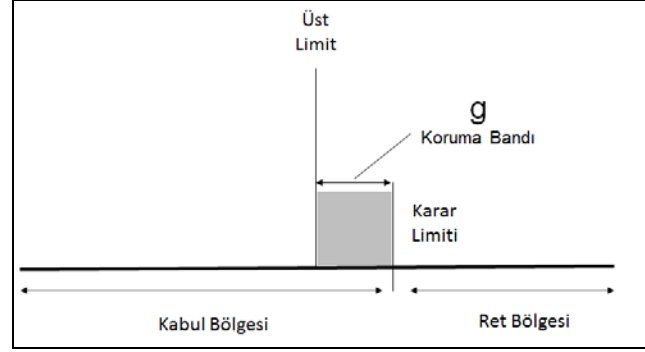 Üst
Limit
g
Koruma Bandı
Karar
Limiti
Kabul Bölgesi
Ret Bölgesi